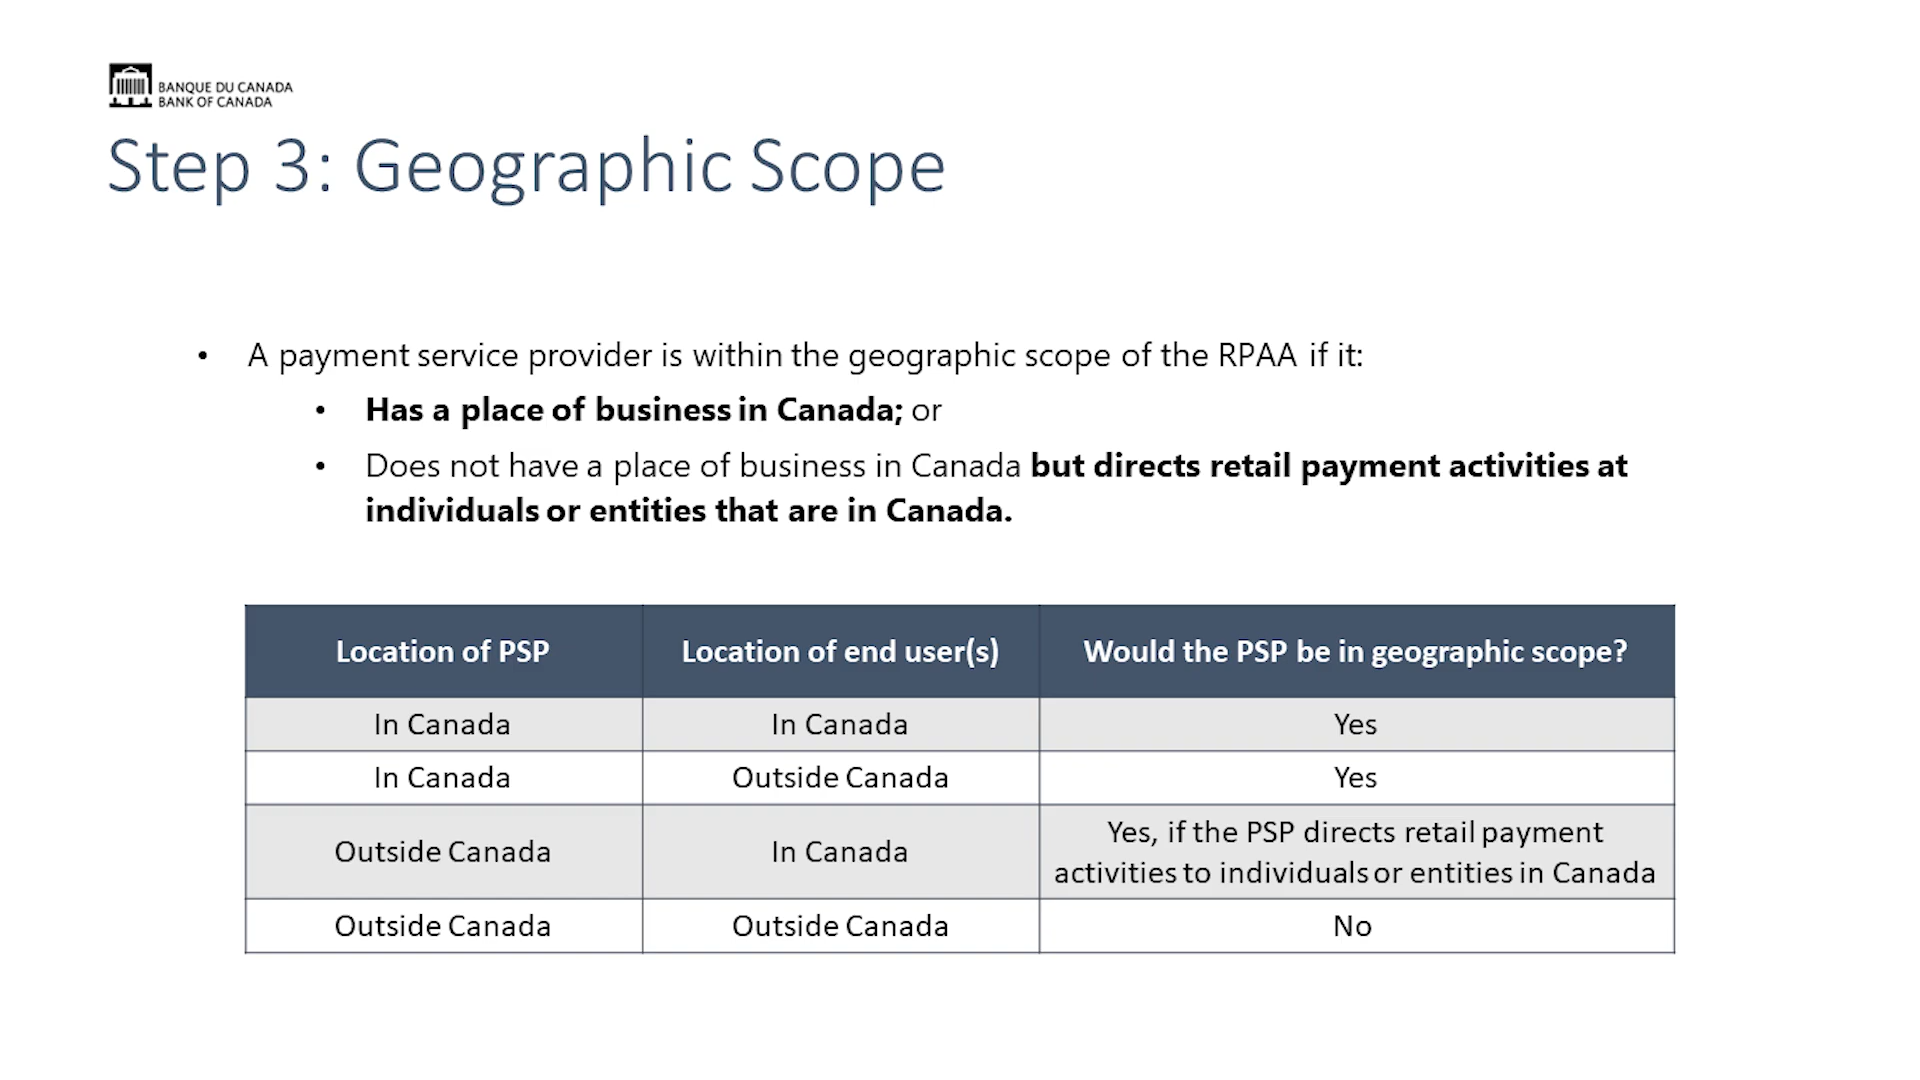 BANQUE DU CANADA
BANK OF CANADA
Step 3: Geographic Scope
• A payment service provider is within the geographic scope of the RPAA if it:
• Has a place of business in Canada; or
• Does not have a place of business in Canada but directs retail payment activities at
individuals or entities that are in Canada.
Location of PSP Location of end user(s) Would the PSP be in geographic scope?
In Canada In Canada Yes
In Canada Outside Canada Yes
Outside Canada In Canada Yes, if the PSP directs retail payment
activities to individuals or entities in Canada
Outside Canada Outside Canada No